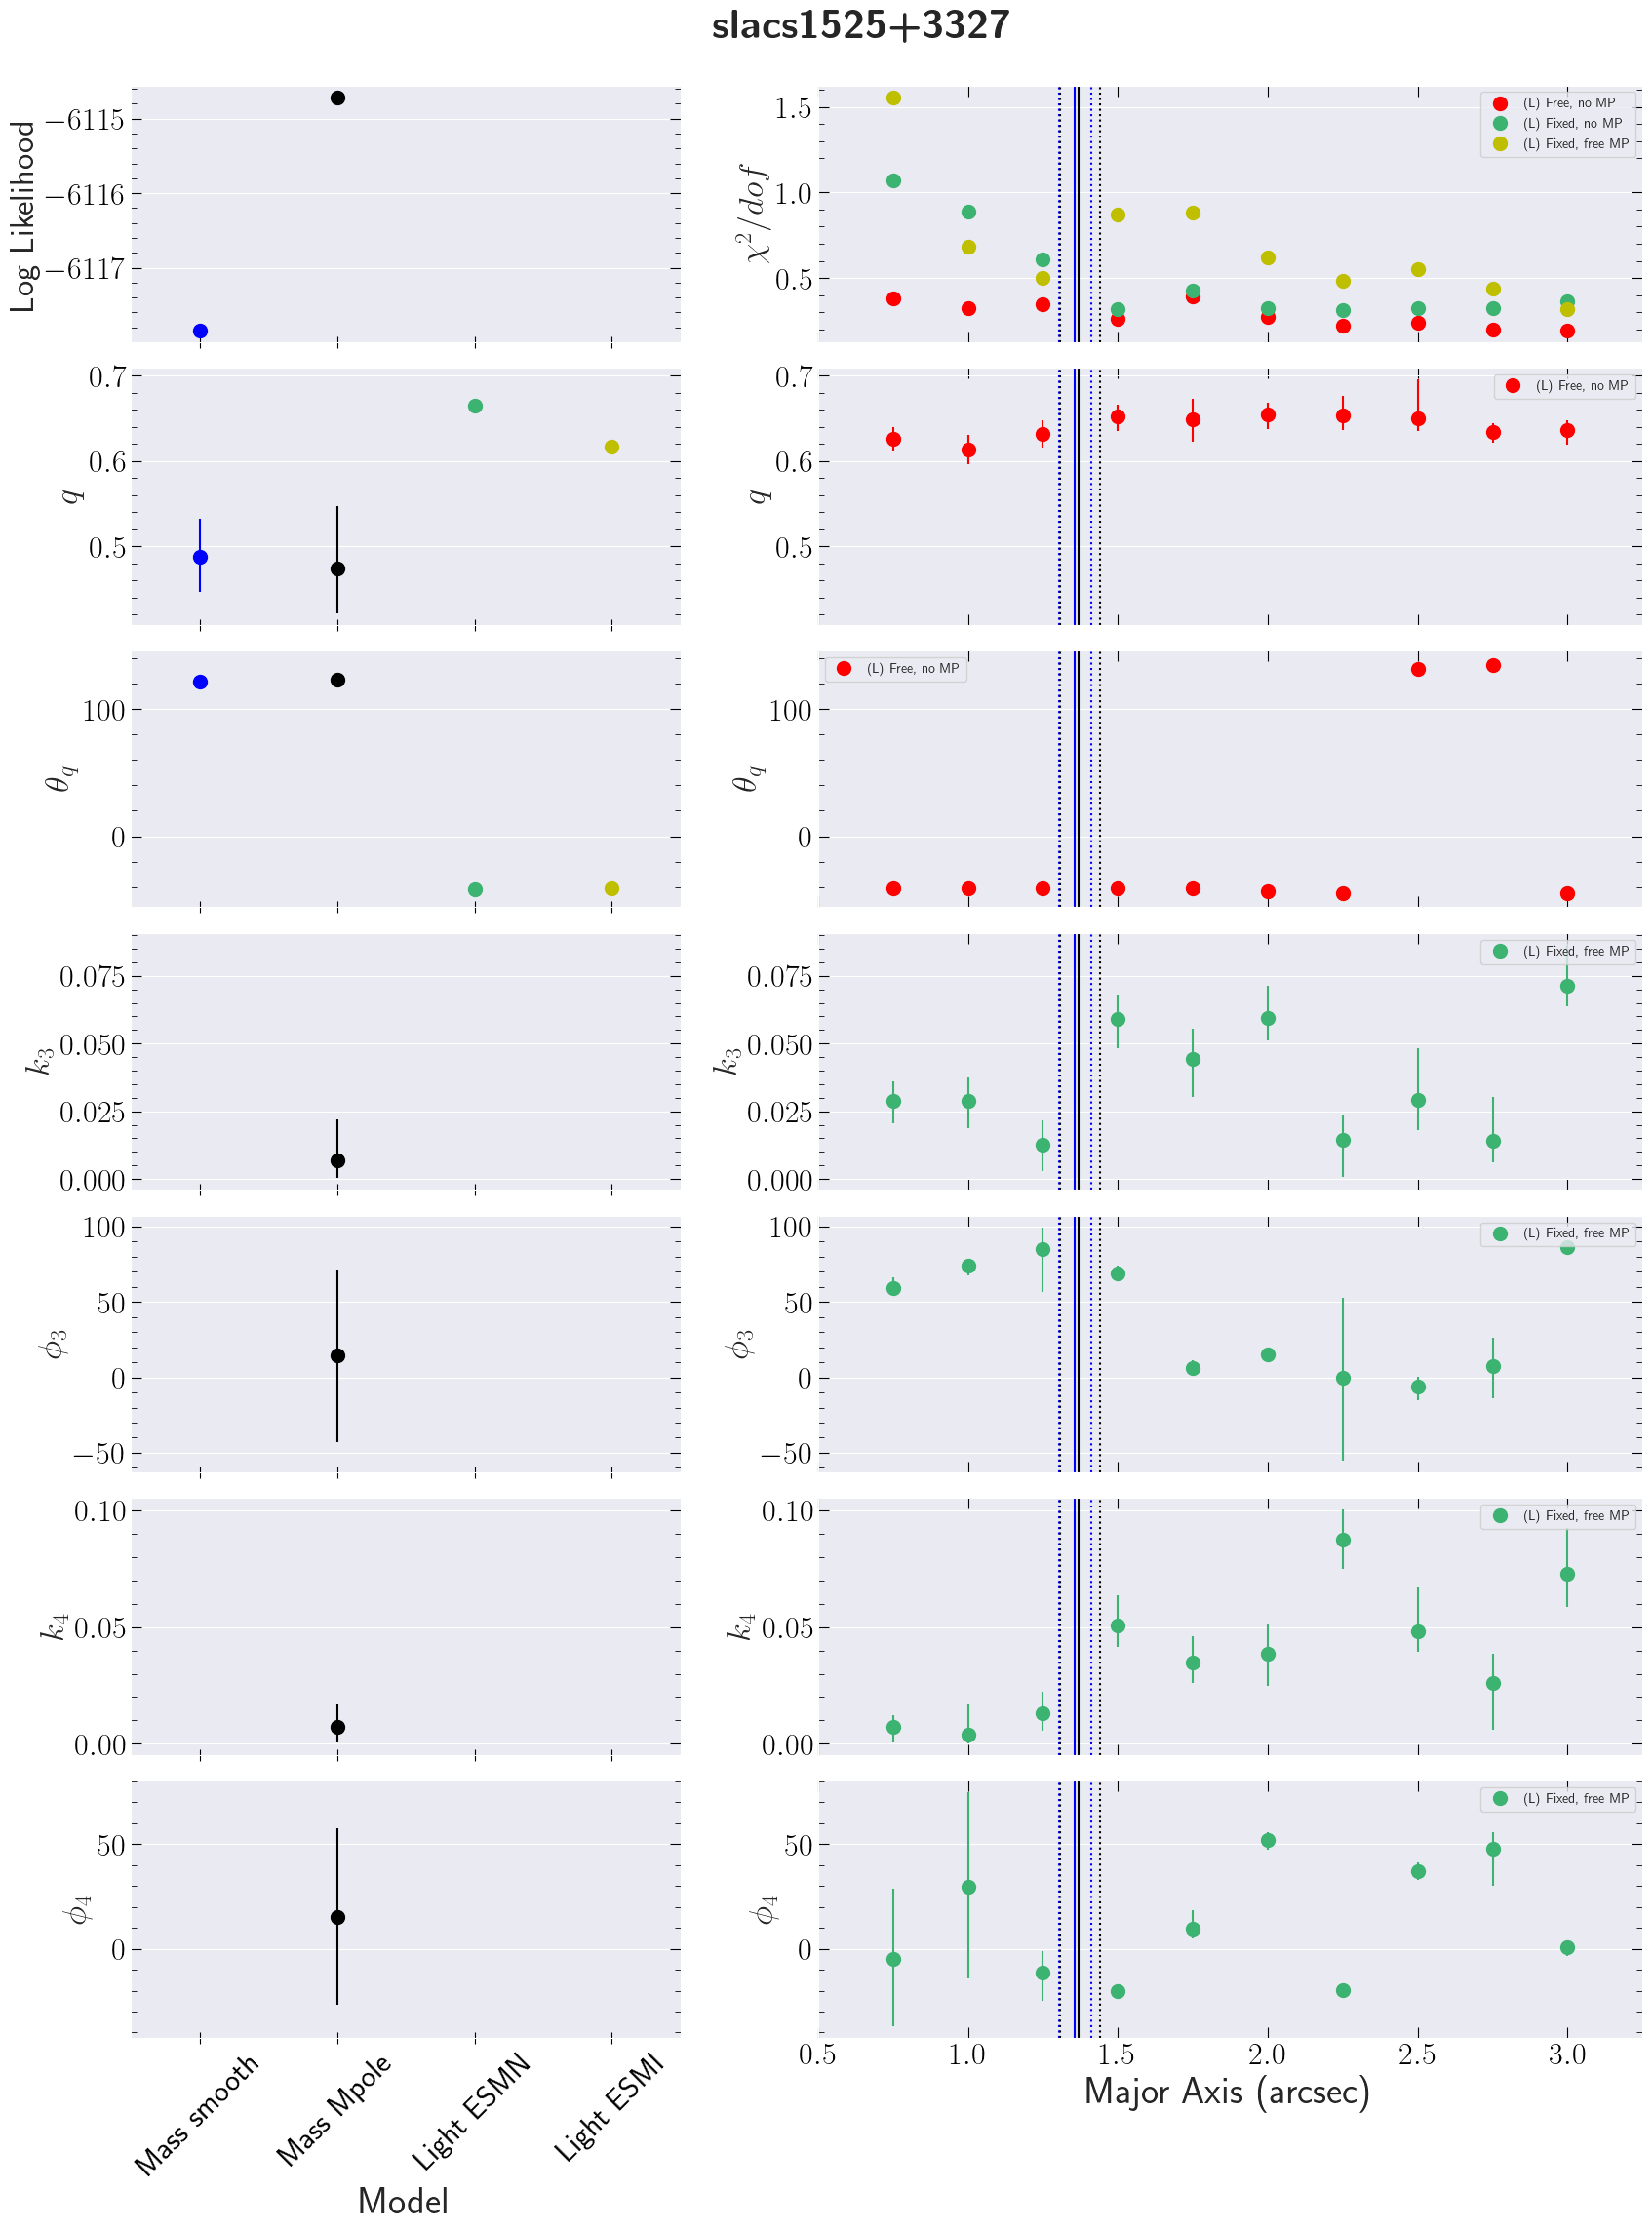 slacs1525+3327
Log Likelihood
−6115
−6116
−6117
χ²/dof
1.5
1.0
0.5
(L) Free, no MP
(L) Fixed, no MP
(L) Fixed, free MP
q
0.7
0.6
0.5
q
0.7
0.6
0.5
(L) Free, no MP
θq
100
0
θq
100
0
(L) Free, no MP
k3
0.075
0.050
0.025
0.000
k3
0.075
0.050
0.025
0.000
(L) Fixed, free MP
ϕ3
100
50
0
−50
ϕ3
100
50
0
−50
(L) Fixed, free MP
k4
0.10
0.05
0.00
k4
0.10
0.05
0.00
(L) Fixed, free MP
ϕ4
50
0
ϕ4
50
0
(L) Fixed, free MP
Mass smooth
Mass Mpole
Light ESMN
Light ESMI
Model
0.5 1.0 1.5 2.0 2.5 3.0
Major Axis (arcsec)